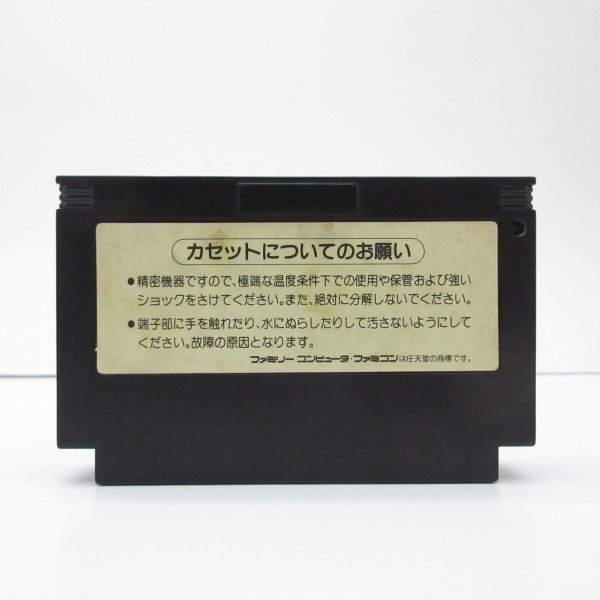 カセットについてのお願い
●精密機器ですので、極端な温度条件下での使用や保管および強い
ショックをさけてください。また、絶対に分解しないでください。
●端子部に手を触れたり、水にぬらしたりして汚さないようにして
ください。故障の原因となります。
ファミリーコンピュータ・ファミコンは任天堂の商標です。